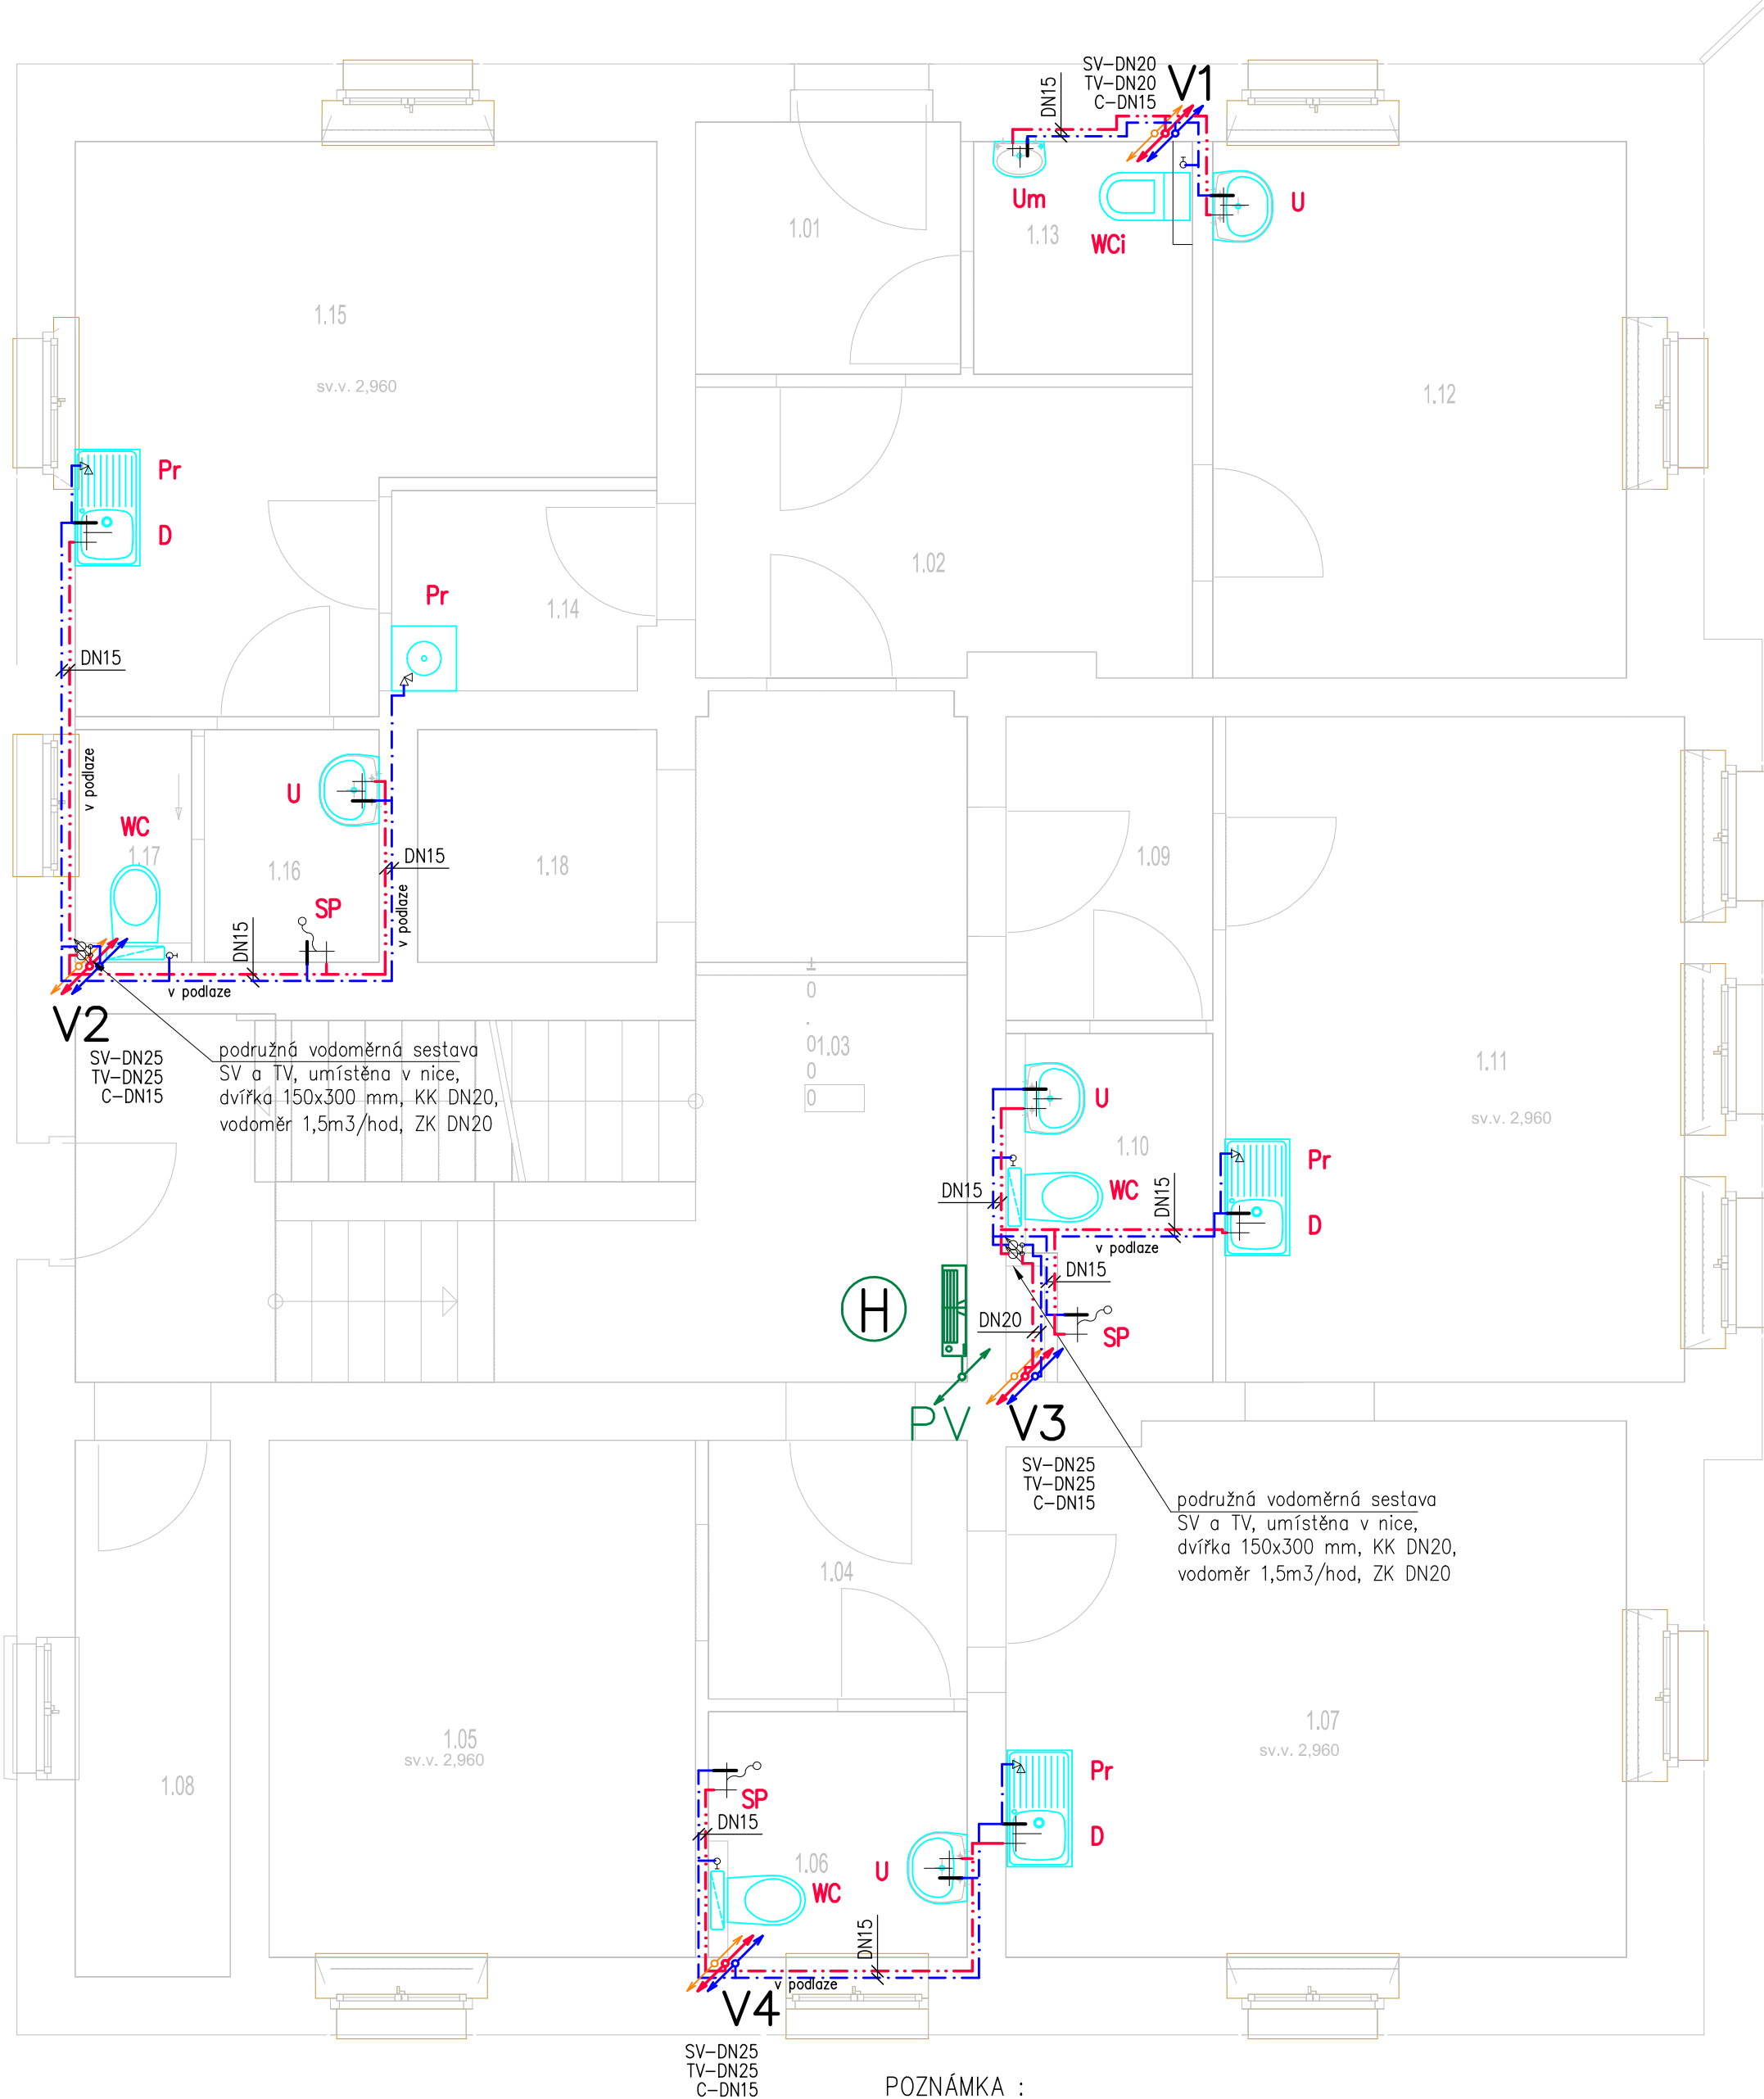 SV-DN20
TV-DN20
C-DN15
V1
DN15
Um
U
1.01
1.13
WCi
1.15
sv.v. 2,960
1.12
Pr
D
1.02
Pr
1.14
DN15
v podlaze
U
WC
1.17
1.16
DN15
1.18
1.09
SP
v podlaze
DN15
v podlaze
V2
SV-DN25
TV-DN25
C-DN15
podružná vodoměrná sestava
SV a TV, umístěna v nice,
dvířka 150x300 mm, KK DN20,
vodoměr 1,5m3/hod, ZK DN20
±0.000
1.03
1.11
sv.v. 2,960
U
1.10
Pr
WC
DN15
DN15
D
v podlaze
DN15
H
DN20
SP
PV
V3
SV-DN25
TV-DN25
C-DN15
podružná vodoměrná sestava
SV a TV, umístěna v nice,
dvířka 150x300 mm, KK DN20,
vodoměr 1,5m3/hod, ZK DN20
1.04
1.05
sv.v. 2,960
1.07
sv.v. 2,960
1.08
Pr
SP
DN15
D
1.06
U
WC
DN15
v podlaze
V4
SV-DN25
TV-DN25
C-DN15
POZNÁMKA :